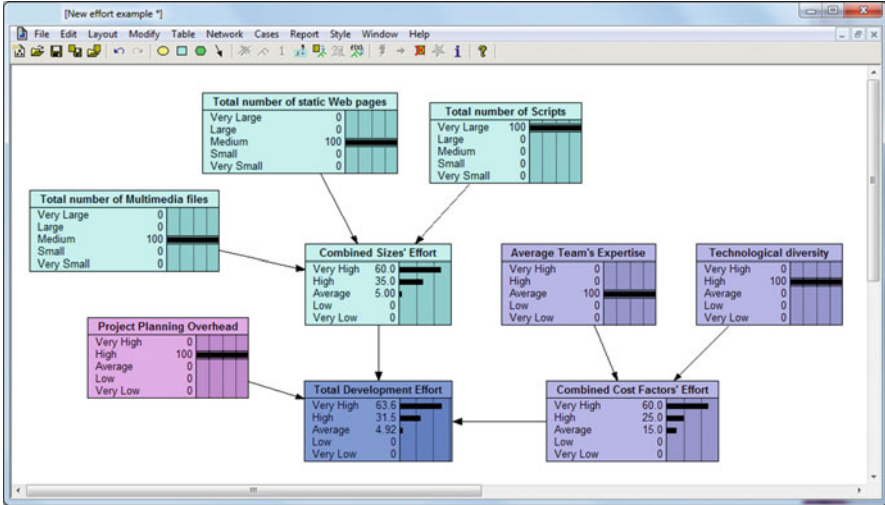 [New effort example *]
File Edit Layout Modify Table Network Cases Report Style Window Help
Total number of static Web pages
Very Large 0
Large 0
Medium 100
Small 0
Very Small 0
Total number of Scripts
Very Large 100
Large 0
Medium 0
Small 0
Very Small 0
Total number of Multimedia files
Very Large 0
Large 0
Medium 100
Small 0
Very Small 0
Combined Sizes' Effort
Very High 60.0
High 35.0
Average 5.00
Low 0
Very Low 0
Average Team's Expertise
Very High 0
High 0
Average 100
Low 0
Very Low 0
Technological diversity
Very High 0
High 100
Average 0
Low 0
Very Low 0
Project Planning Overhead
Very High 0
High 100
Average 0
Low 0
Very Low 0
Total Development Effort
Very High 63.6
High 31.5
Average 4.92
Low 0
Very Low 0
Combined Cost Factors' Effort
Very High 60.0
High 25.0
Average 15.0
Low 0
Very Low 0